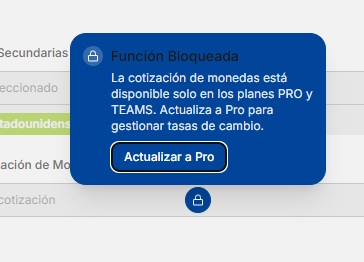 Secundarias
Función Bloqueada
La cotización de monedas está
disponible solo en los planes PRO y
TEAMS. Actualiza a Pro para
gestionar tasas de cambio.
Actualizar a Pro
eccionado
tadounidens
ación de Mo
cotización